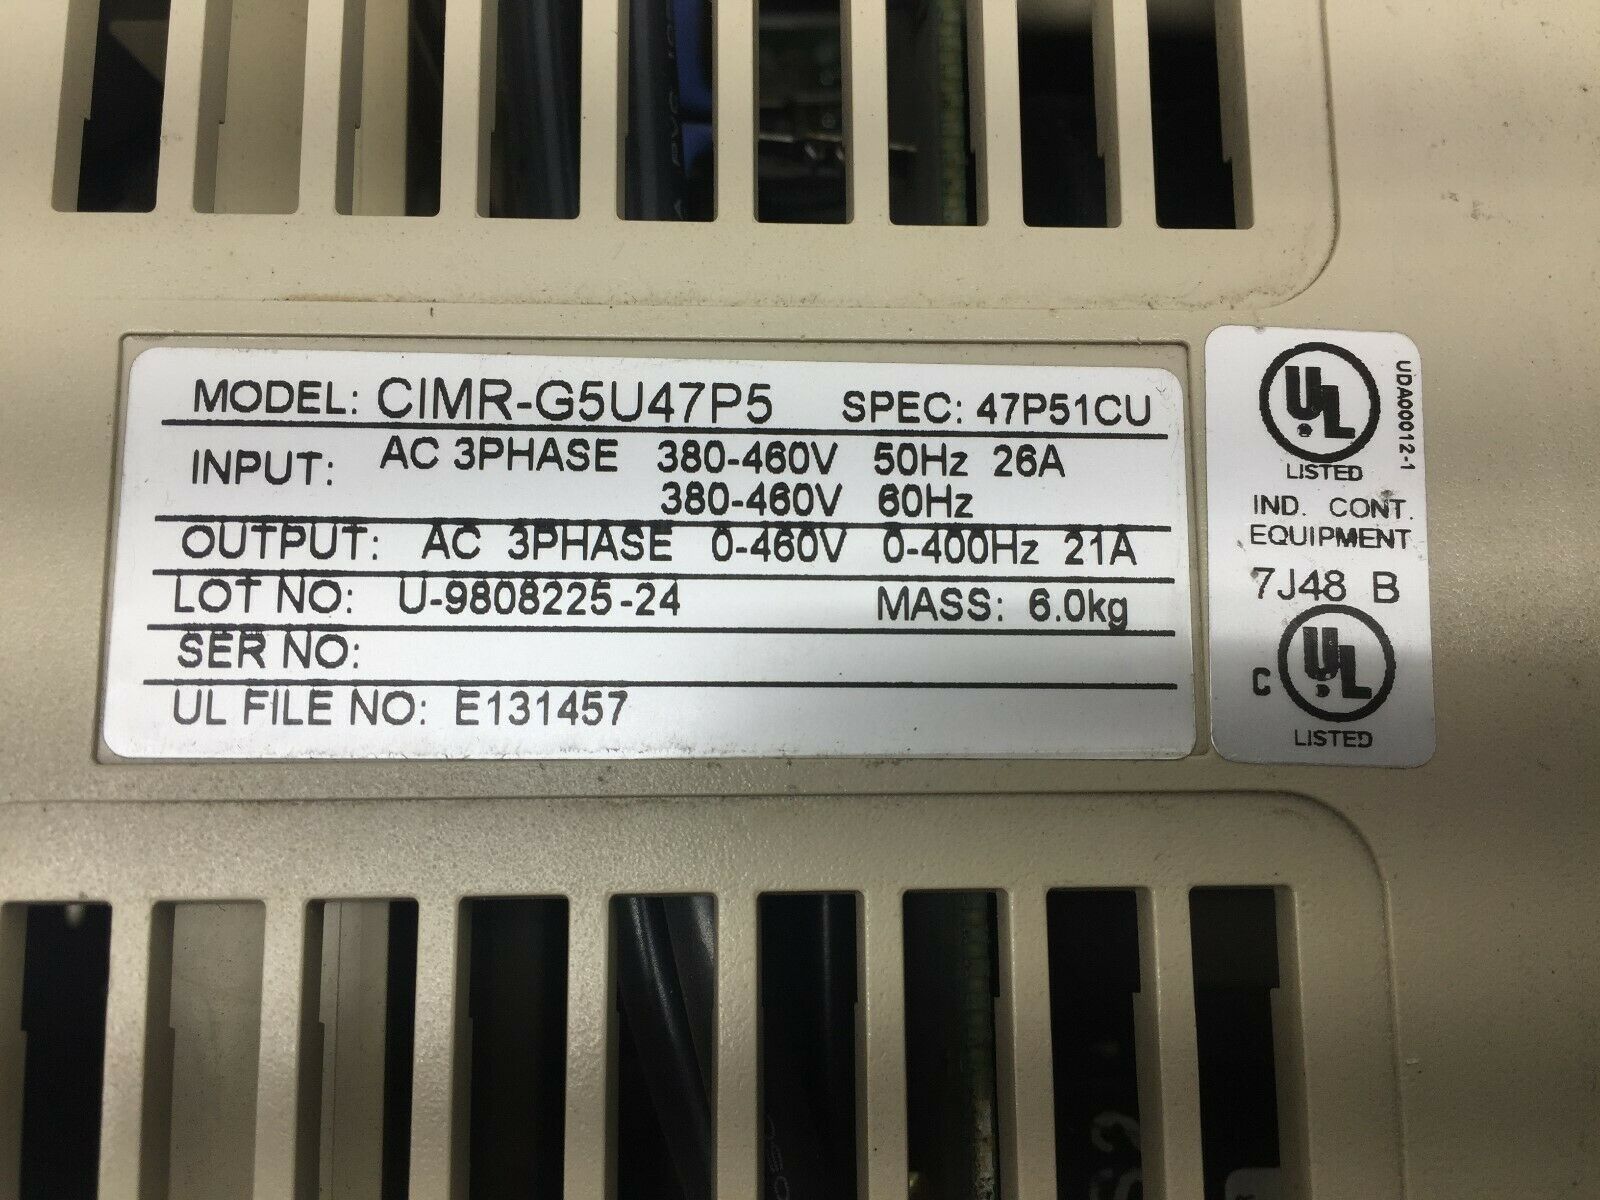 MODEL: CIMR-G5U47P5 SPEC: 47P51CU
INPUT: AC 3PHASE 380-460V 50Hz 26A
380-460V 60Hz
OUTPUT: AC 3PHASE 0-460V 0-400Hz 21A
LOT NO: U-9808225-24 MASS: 6.0kg
SER NO:
UL FILE NO: E131457
UL
LISTED
UDA00012-1
IND. CONT.
EQUIPMENT
7J48 B
C UL
LISTED